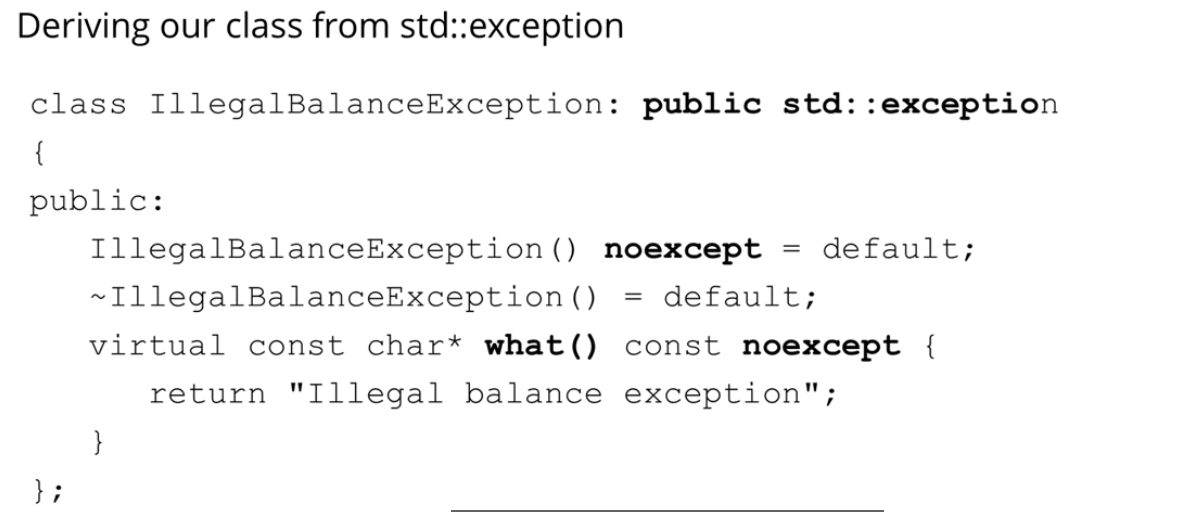 Deriving our class from std::exception
class IllegalBalanceException: public std::exception
{
public:
IllegalBalanceException() noexcept = default;
~IllegalBalanceException() = default;
virtual const char* what() const noexcept {
return "Illegal balance exception";
}
};